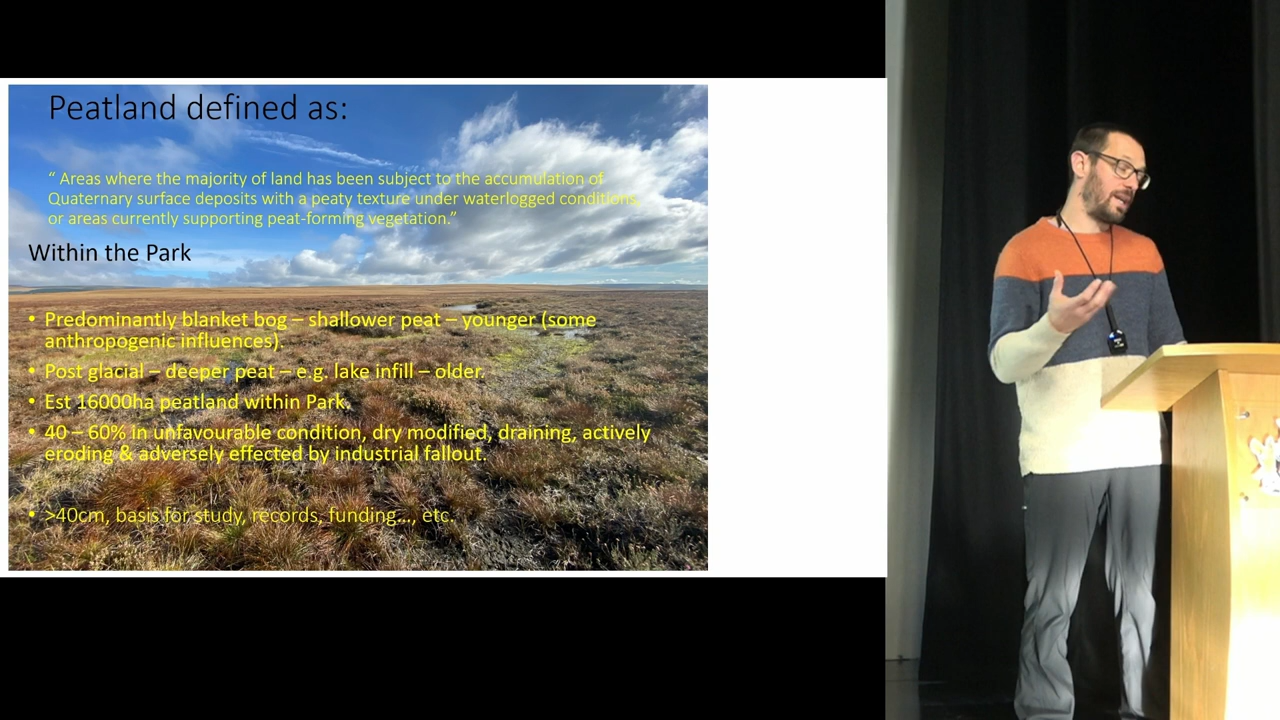 Peatland defined as:
“ Areas where the majority of land has been subject to the accumulation of
Quaternary surface deposits with a peaty texture under waterlogged conditions,
or areas currently supporting peat-forming vegetation.”
Within the Park
• Predominantly blanket bog – shallower peat – younger (some
anthropogenic influences).
• Post glacial – deeper peat – e.g. lake infill – older.
• Est 16000ha peatland within Park.
• 40 – 60% in unfavourable condition, dry modified, draining, actively
eroding & adversely effected by industrial fallout.
• >40cm, basis for study, records, funding…, etc.